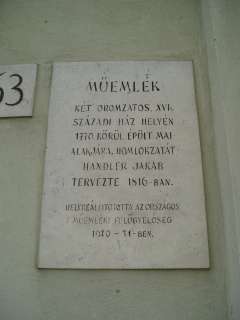 53
MŰEMLÉK
KÉT OROMZATOS, XVI.
SZÁZADI HÁZ HELYÉN
1770 KÖRÜL ÉPÜLT MAI
ALAKJÁRA, HOMLOKZATÁT
HANDLER JAKAB
TERVEZTE 1816-BAN.
HELYREÁLLÍTOTTA AZ ORSZÁGOS
MŰEMLÉKI FELÜGYELŐSÉG
1970-71-BEN.